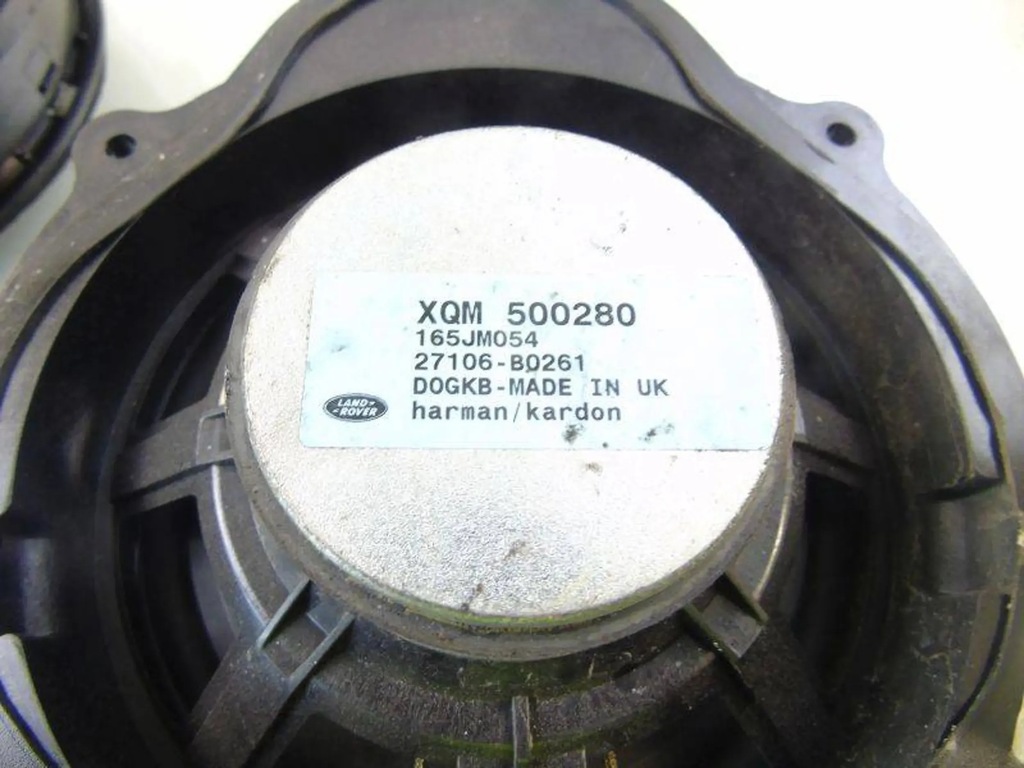 XQM 500280
165JM054
27106-B0261
DOGKB-MADE IN UK
harman/kardon
LAND-
-ROVER